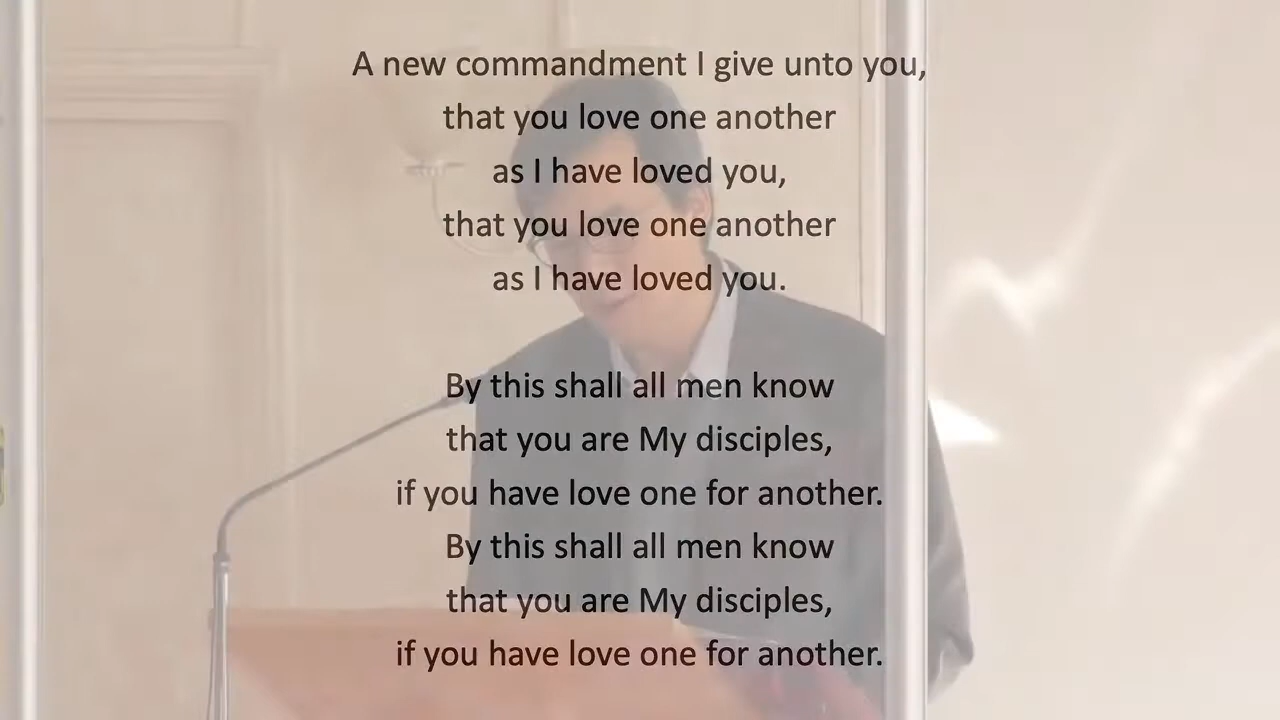 A new commandment I give unto you,
that you love one another
as I have loved you,
that you love one another
as I have loved you.
By this shall all men know
that you are My disciples,
if you have love one for another.
By this shall all men know
that you are My disciples,
if you have love one for another.